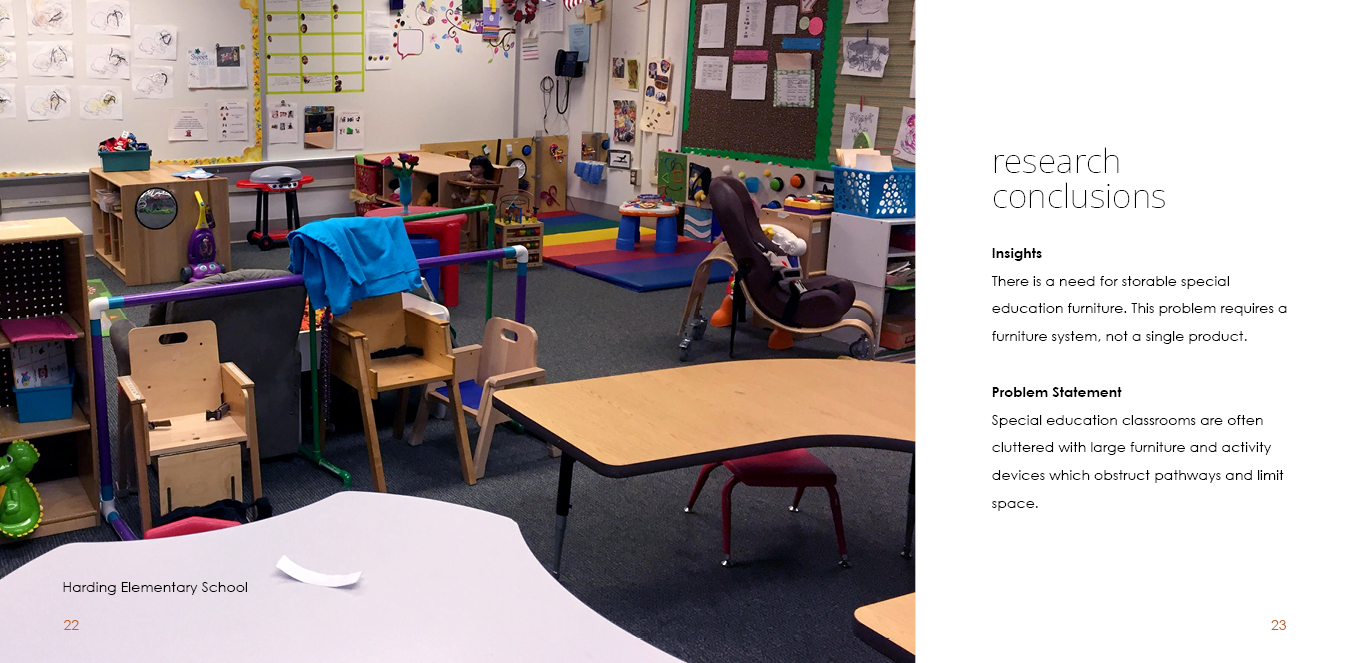 Harding Elementary School
22
research
conclusions
Insights
There is a need for storable special
education furniture. This problem requires a
furniture system, not a single product.
Problem Statement
Special education classrooms are often
cluttered with large furniture and activity
devices which obstruct pathways and limit
space.
23